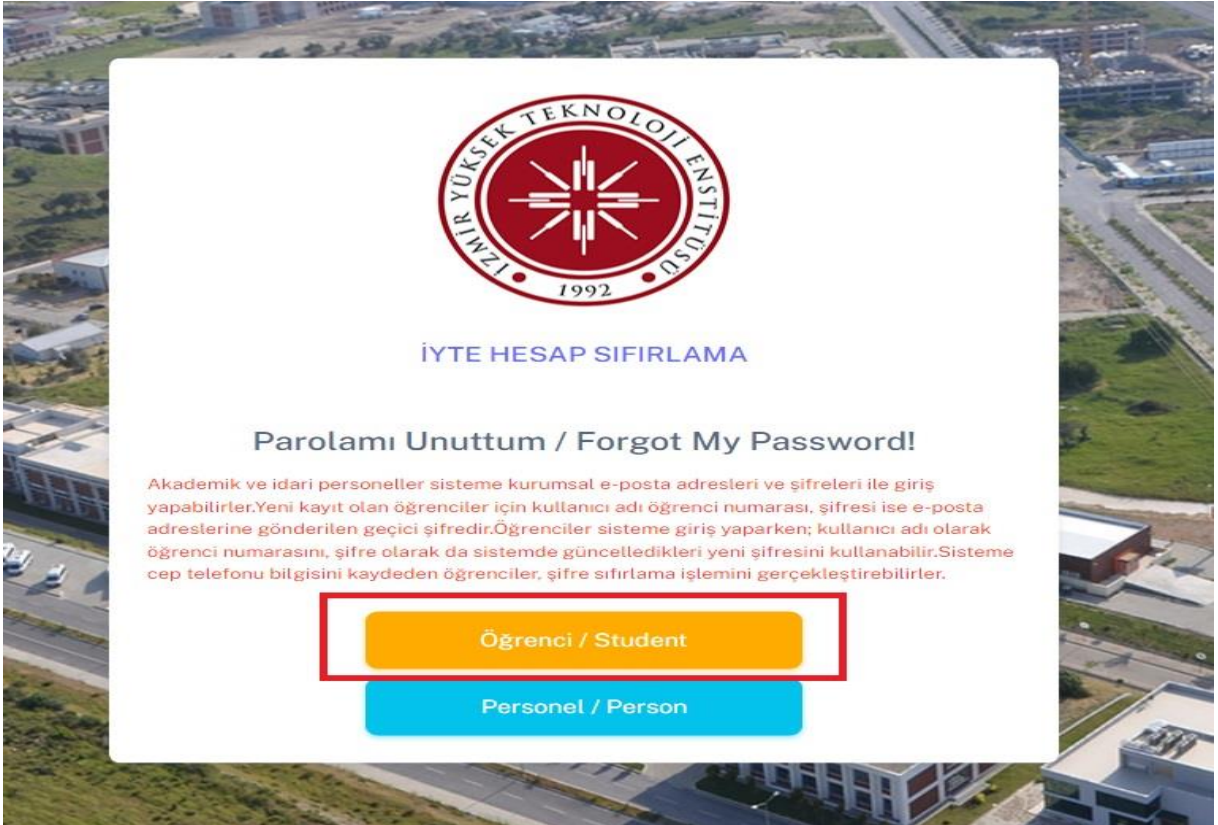 İZMİR YÜKSEK TEKNOLOJİ ENSTİTÜSÜ
1992
İYTE HESAP SIFIRLAMA
Parolamı Unuttum / Forgot My Password!
Akademik ve idari personeller sisteme kurumsal e-posta adresleri ve şifreleri ile giriş
yapabilirler.Yeni kayıt olan öğrenciler için kullanıcı adı öğrenci numarası, şifresi ise e-posta
adreslerine gönderilen geçici şifredir.Öğrenciler sisteme giriş yaparken; kullanıcı adı olarak
öğrenci numarasını, şifre olarak da sistemde güncelledikleri yeni şifresini kullanabilir.Sisteme
cep telefonu bilgisini kaydeden öğrenciler, şifre sıfırlama işlemini gerçekleştirebilirler.
Öğrenci / Student
Personel / Person